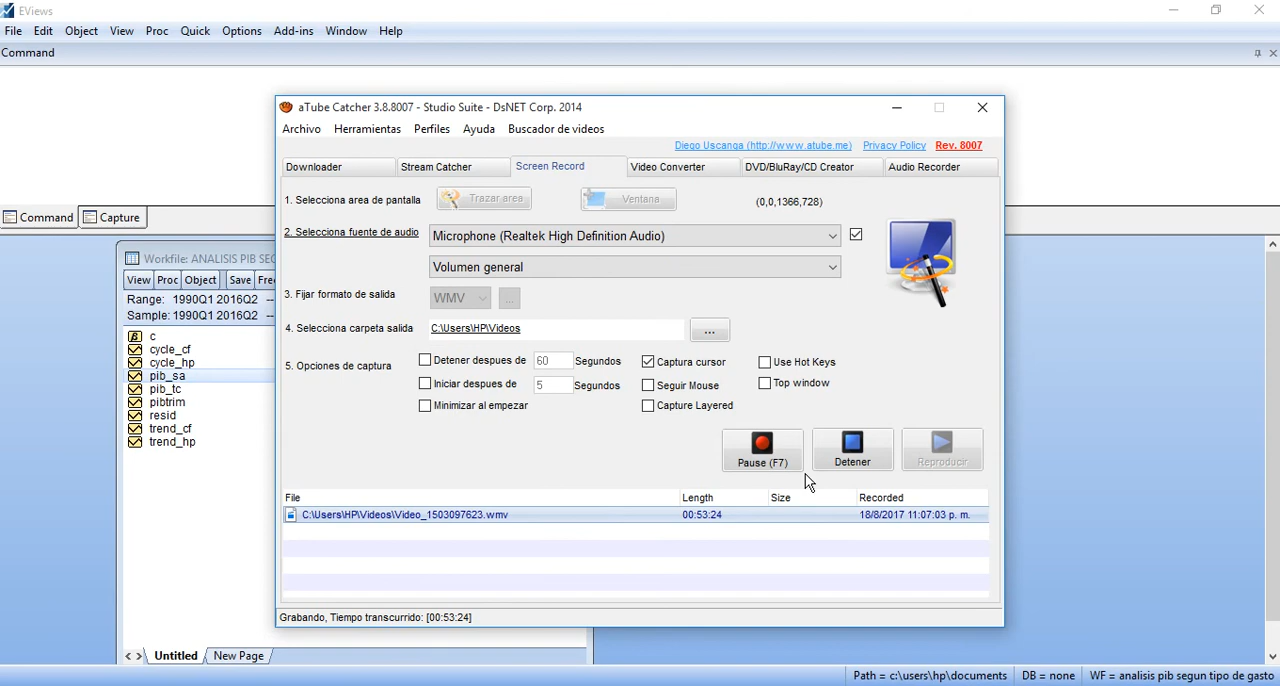 EViews
File Edit Object View Proc Quick Options Add-ins Window Help
Command
aTube Catcher 3.8.8007 - Studio Suite - DsNET Corp. 2014
Archivo Herramientas Perfiles Ayuda Buscador de videos
Diego Uscanga (http://www.atube.me) Privacy Policy Rev. 8007
Downloader Stream Catcher Screen Record Video Converter DVD/BluRay/CD Creator Audio Recorder
1. Selecciona area de pantalla Trazar area Ventana (0,0,1366,728)
Command Capture
2. Selecciona fuente de audio Microphone (Realtek High Definition Audio)
Workfile: ANALISIS PIB SEG
Volumen general
View Proc Object Save Free
Range: 1990Q1 2016Q2 --
3. Fijar formato de salida WMV ...
Sample: 1990Q1 2016Q2 --
4. Selecciona carpeta salida C:\Users\HP\Videos ...
c
cycle_cf
cycle_hp
pib_sa
pib_tc
pibtrim
resid
trend_cf
trend_hp
5. Opciones de captura
Detener despues de 60 Segundos Captura cursor Use Hot Keys
Iniciar despues de 5 Segundos Seguir Mouse Top window
Minimizar al empezar Capture Layered
Pause (F7) Detener Reproducir
File Length Size Recorded
C:\Users\HP\Videos\Video_1503097623.wmv 00:53:24 18/8/2017 11:07:03 p. m.
Grabando, Tiempo transcurrido: [00:53:24]
Untitled New Page
Path = c:\users\hp\documents DB = none WF = analisis pib segun tipo de gasto